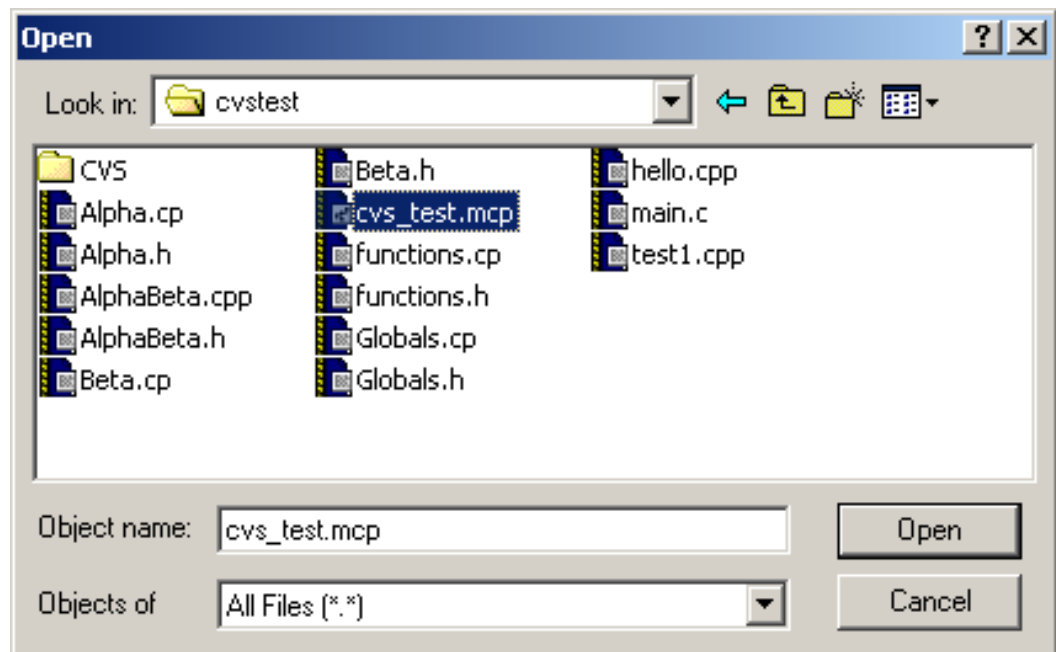 Open
Look in: cvstest
CVS
Alpha.cp
Alpha.h
AlphaBeta.cpp
AlphaBeta.h
Beta.cp
Beta.h
cvs_test.mcp
functions.cp
functions.h
Globals.cp
Globals.h
hello.cpp
main.c
test1.cpp
Object name: cvs_test.mcp Open
Objects of All Files (*.*) Cancel